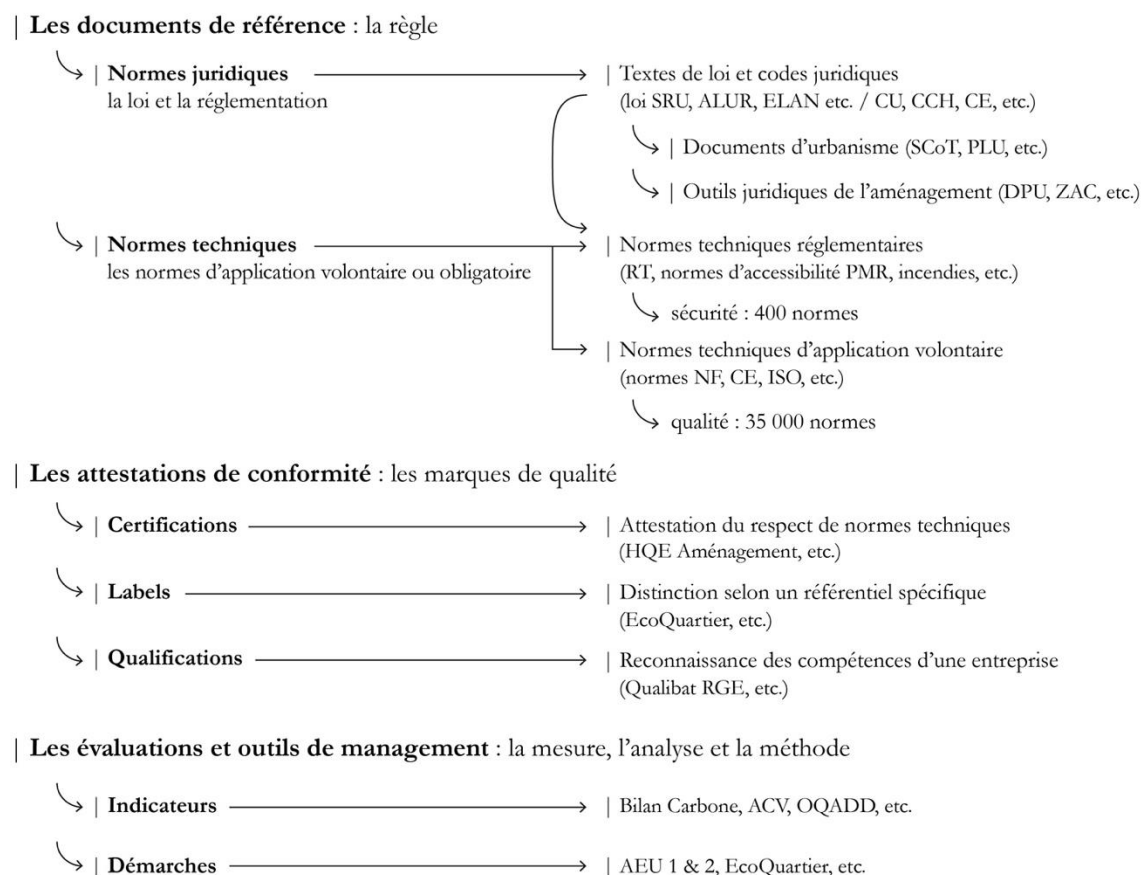 | Les documents de référence : la règle
| Normes juridiques
la loi et la réglementation
| Textes de loi et codes juridiques
(loi SRU, ALUR, ELAN etc. / CU, CCH, CE, etc.)
| Documents d’urbanisme (SCoT, PLU, etc.)
| Outils juridiques de l’aménagement (DPU, ZAC, etc.)
| Normes techniques
les normes d’application volontaire ou obligatoire
| Normes techniques réglementaires
(RT, normes d’accessibilité PMR, incendies, etc.)
sécurité : 400 normes
| Normes techniques d’application volontaire
(normes NF, CE, ISO, etc.)
qualité : 35 000 normes
| Les attestations de conformité : les marques de qualité
| Certifications
| Attestation du respect de normes techniques
(HQE Aménagement, etc.)
| Labels
| Distinction selon un référentiel spécifique
(EcoQuartier, etc.)
| Qualifications
| Reconnaissance des compétences d’une entreprise
(Qualibat RGE, etc.)
| Les évaluations et outils de management : la mesure, l’analyse et la méthode
| Indicateurs
| Bilan Carbone, ACV, OQADD, etc.
| Démarches
| AEU 1 & 2, EcoQuartier, etc.